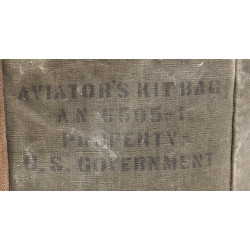 AVIATOR'S KIT BAG
AN 6505-1
PROPERTY-
U.S. GOVERNMENT